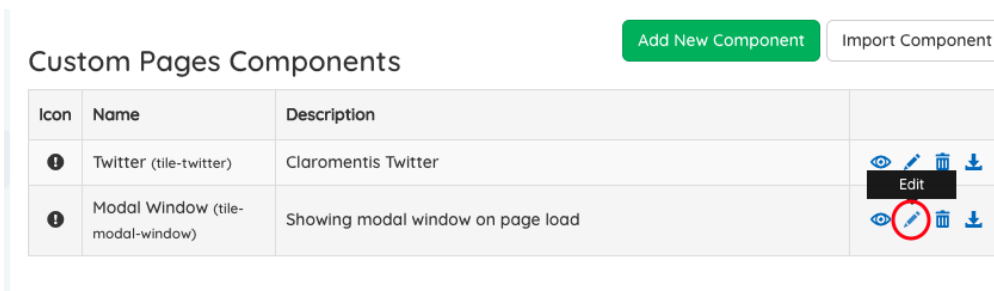 Add New Component
Import Component
Custom Pages Components
Icon Name Description
Twitter (tile-twitter) Claromentis Twitter
Edit
Modal Window (tile-
modal-window)
Showing modal window on page load